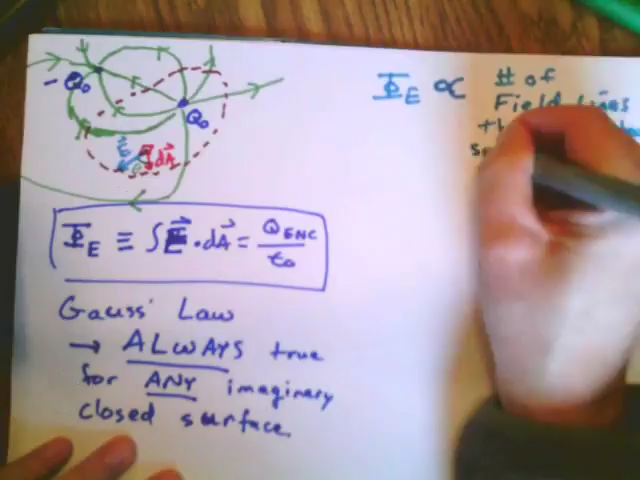 - Q₀
Q₀
E⃗
dA⃗
Φ_E ≡ ∫E⃗ · dA⃗ = Q_ENC / ε₀
Gauss' Law
→ ALWAYS true
for ANY imaginary
closed surface.
Φ_E ∝ # of
Field Lines